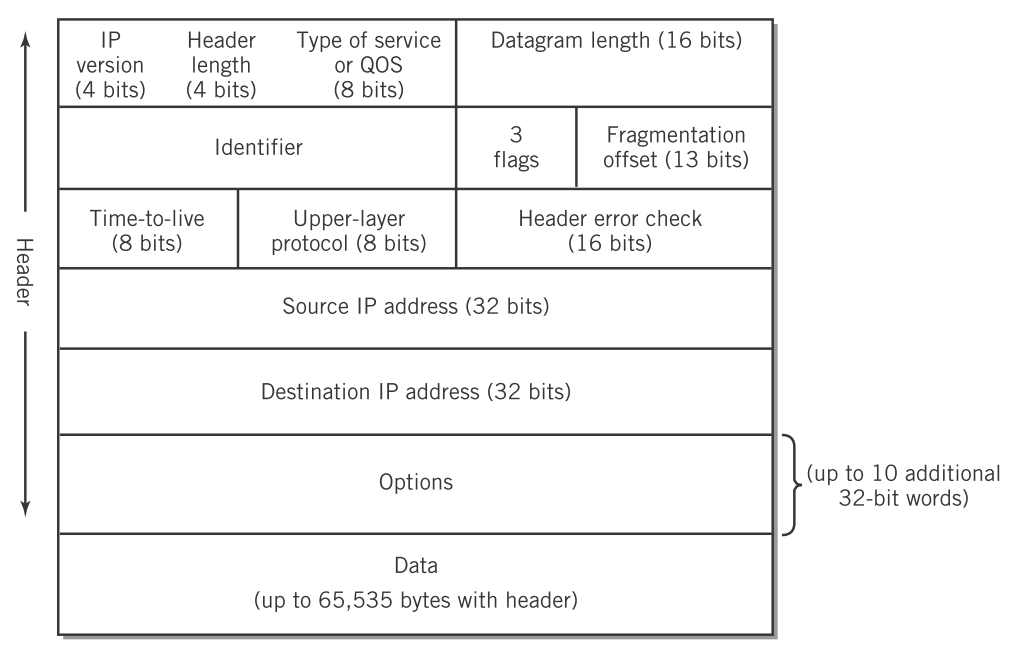 IP
version
(4 bits)
Header
length
(4 bits)
Type of service
or QOS
(8 bits)
Datagram length (16 bits)
Identifier
3
flags
Fragmentation
offset (13 bits)
Time-to-live
(8 bits)
Upper-layer
protocol (8 bits)
Header error check
(16 bits)
Header
Source IP address (32 bits)
Destination IP address (32 bits)
Options
(up to 10 additional
32-bit words)
Data
(up to 65,535 bytes with header)